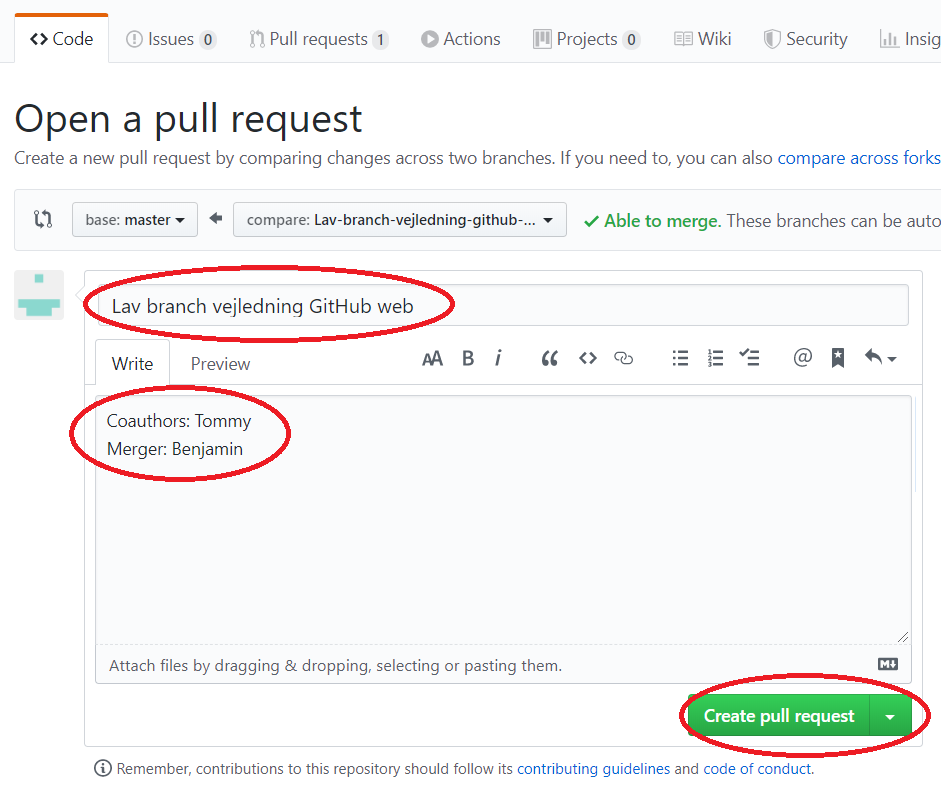 Code Issues 0 Pull requests 1 Actions Projects 0 Wiki Security Insig
Open a pull request
Create a new pull request by comparing changes across two branches. If you need to, you can also compare across forks
base: master compare: Lav-branch-vejledning-github-... Able to merge. These branches can be auto
Lav branch vejledning GitHub web
Write Preview AA B i @
Coauthors: Tommy
Merger: Benjamin
Attach files by dragging & dropping, selecting or pasting them. M
Create pull request
Remember, contributions to this repository should follow its contributing guidelines and code of conduct.